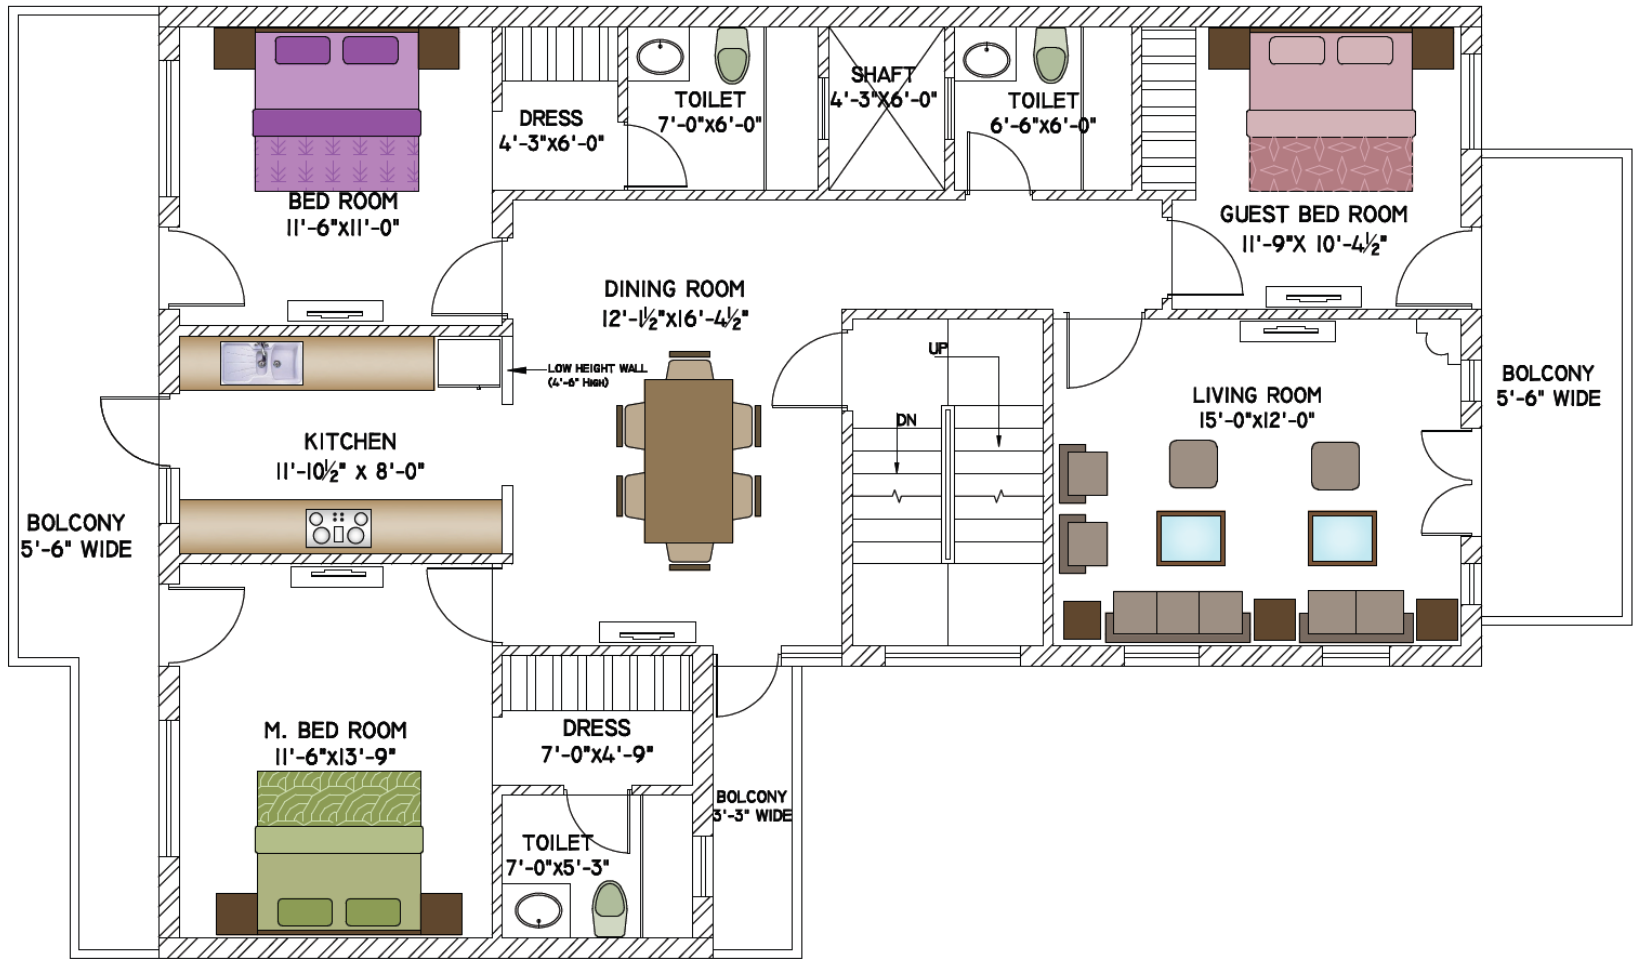 SHAFT
4'-3"X6'-0"
TOILET
7'-0"x6'-0"
TOILET
6'-6"x6'-0"
DRESS
4'-3"x6'-0"
BED ROOM
11'-6"x11'-0"
GUEST BED ROOM
11'-9"X 10'-4½"
DINING ROOM
12'-1½"x16'-4½"
UP
LOW HEIGHT WALL
(4'-6" HIGH)
BOLCONY
5'-6" WIDE
LIVING ROOM
15'-0"x12'-0"
DN
KITCHEN
11'-10½" x 8'-0"
BOLCONY
5'-6" WIDE
M. BED ROOM
11'-6"x13'-9"
DRESS
7'-0"x4'-9"
BOLCONY
3'-3" WIDE
TOILET
7'-0"x5'-3"